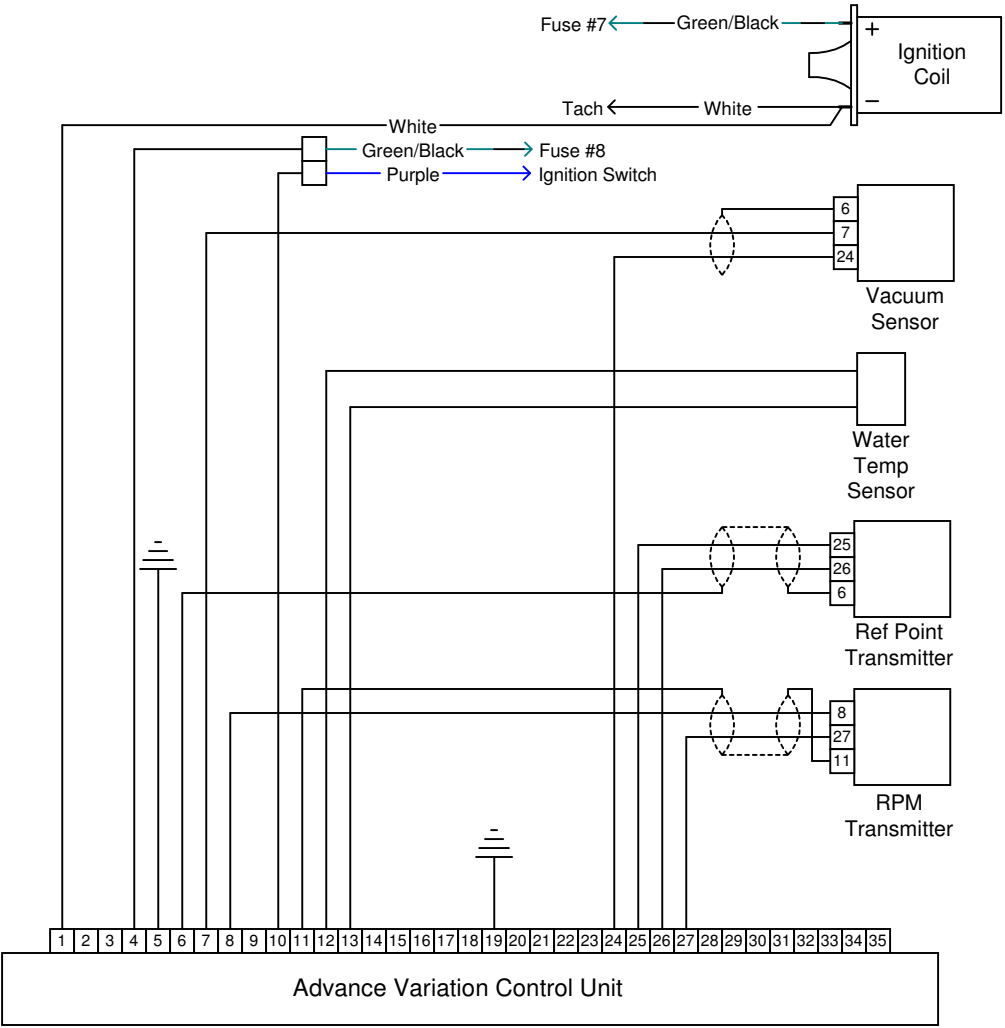 Fuse #7
Green/Black
+
Ignition
Coil
Tach
White
−
White
Green/Black
Fuse #8
Purple
Ignition Switch
6
7
24
Vacuum
Sensor
Water
Temp
Sensor
25
26
6
Ref Point
Transmitter
8
27
11
RPM
Transmitter
1 2 3 4 5 6 7 8 9 10 11 12 13 14 15 16 17 18 19 20 21 22 23 24 25 26 27 28 29 30 31 32 33 34 35
Advance Variation Control Unit